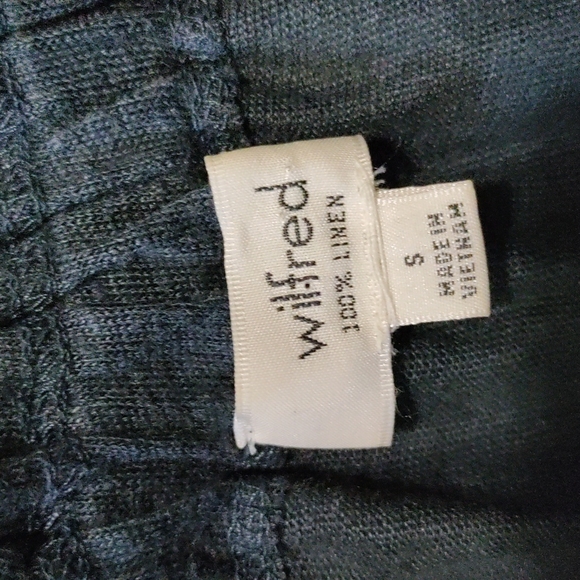 wilfred
100% LINEN
S
MADE IN
VIETNAM